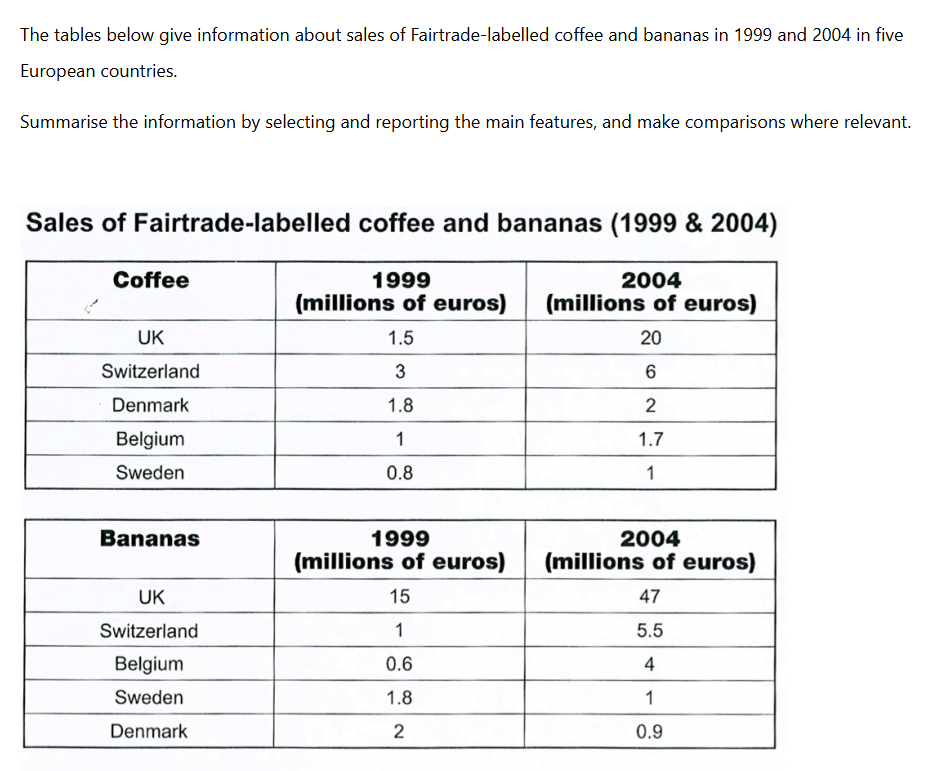 The tables below give information about sales of Fairtrade-labelled coffee and bananas in 1999 and 2004 in five
European countries.
Summarise the information by selecting and reporting the main features, and make comparisons where relevant.
Sales of Fairtrade-labelled coffee and bananas (1999 & 2004)
Coffee 1999 (millions of euros) 2004 (millions of euros)
UK 1.5 20
Switzerland 3 6
Denmark 1.8 2
Belgium 1 1.7
Sweden 0.8 1
Bananas 1999 (millions of euros) 2004 (millions of euros)
UK 15 47
Switzerland 1 5.5
Belgium 0.6 4
Sweden 1.8 1
Denmark 2 0.9